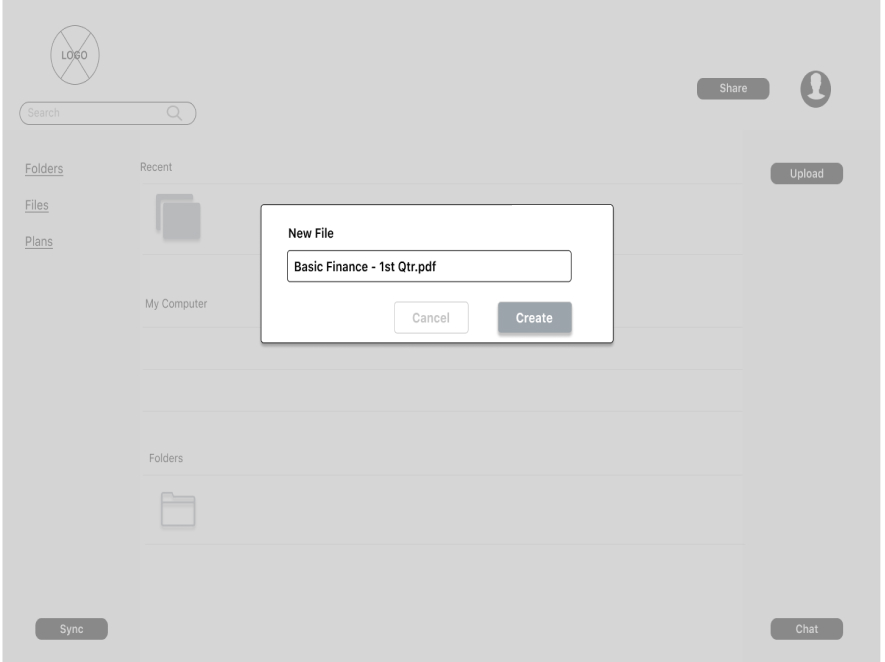 LOGO
Search
Share
Folders
Files
Plans
Recent
Upload
New File
Basic Finance - 1st Qtr.pdf
Cancel
Create
My Computer
Folders
Sync
Chat